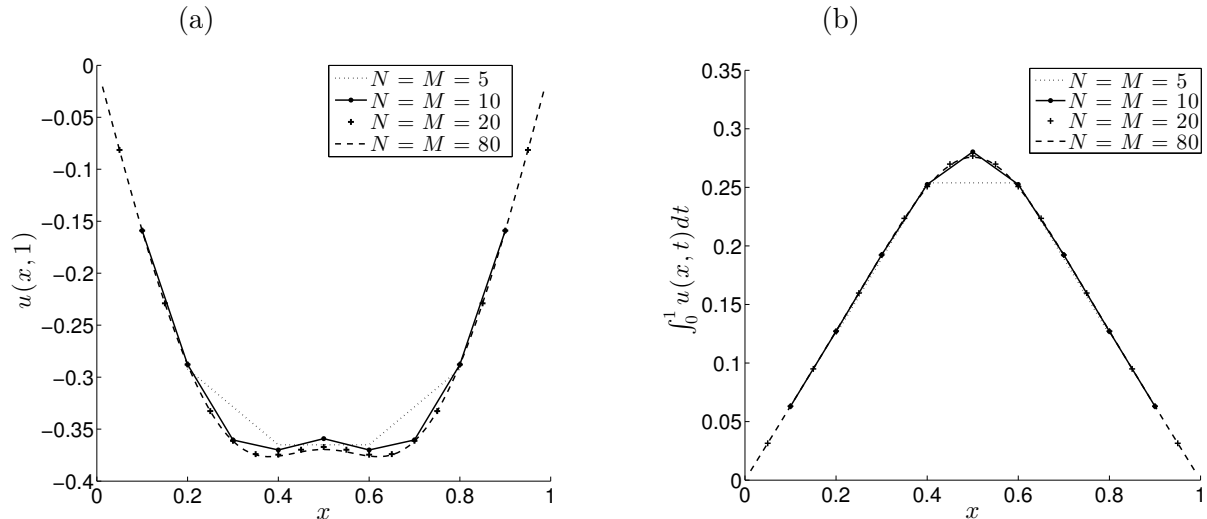 (a)
0
−0.05
−0.1
−0.15
−0.2
−0.25
−0.3
−0.35
−0.4
0 0.2 0.4 0.6 0.8 1
x
u(x, 1)
N = M = 5
N = M = 10
N = M = 20
N = M = 80
(b)
0.35
0.3
0.25
0.2
0.15
0.1
0.05
0
0 0.2 0.4 0.6 0.8 1
x
∫₀¹ u(x, t)dt
N = M = 5
N = M = 10
N = M = 20
N = M = 80